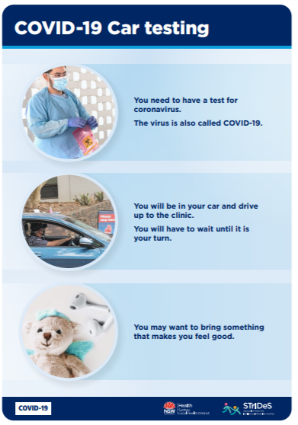 COVID-19 Car testing
You need to have a test for
coronavirus.
The virus is also called COVID-19.
You will be in your car and drive
up to the clinic.
You will have to wait until it is
your turn.
You may want to bring something
that makes you feel good.
COVID-19
NSW
Health
STrIDeS